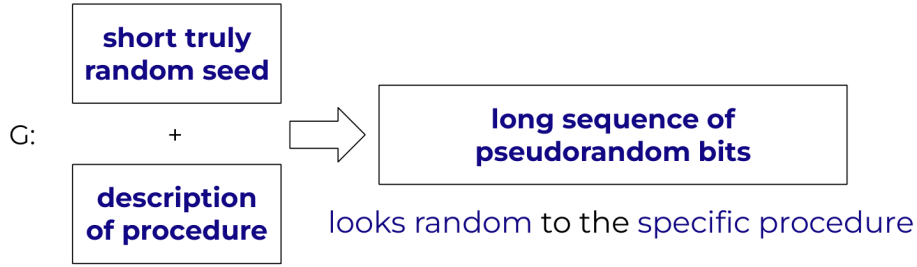 short truly
random seed
G:
+
description
of procedure
long sequence of
pseudorandom bits
looks random to the specific procedure